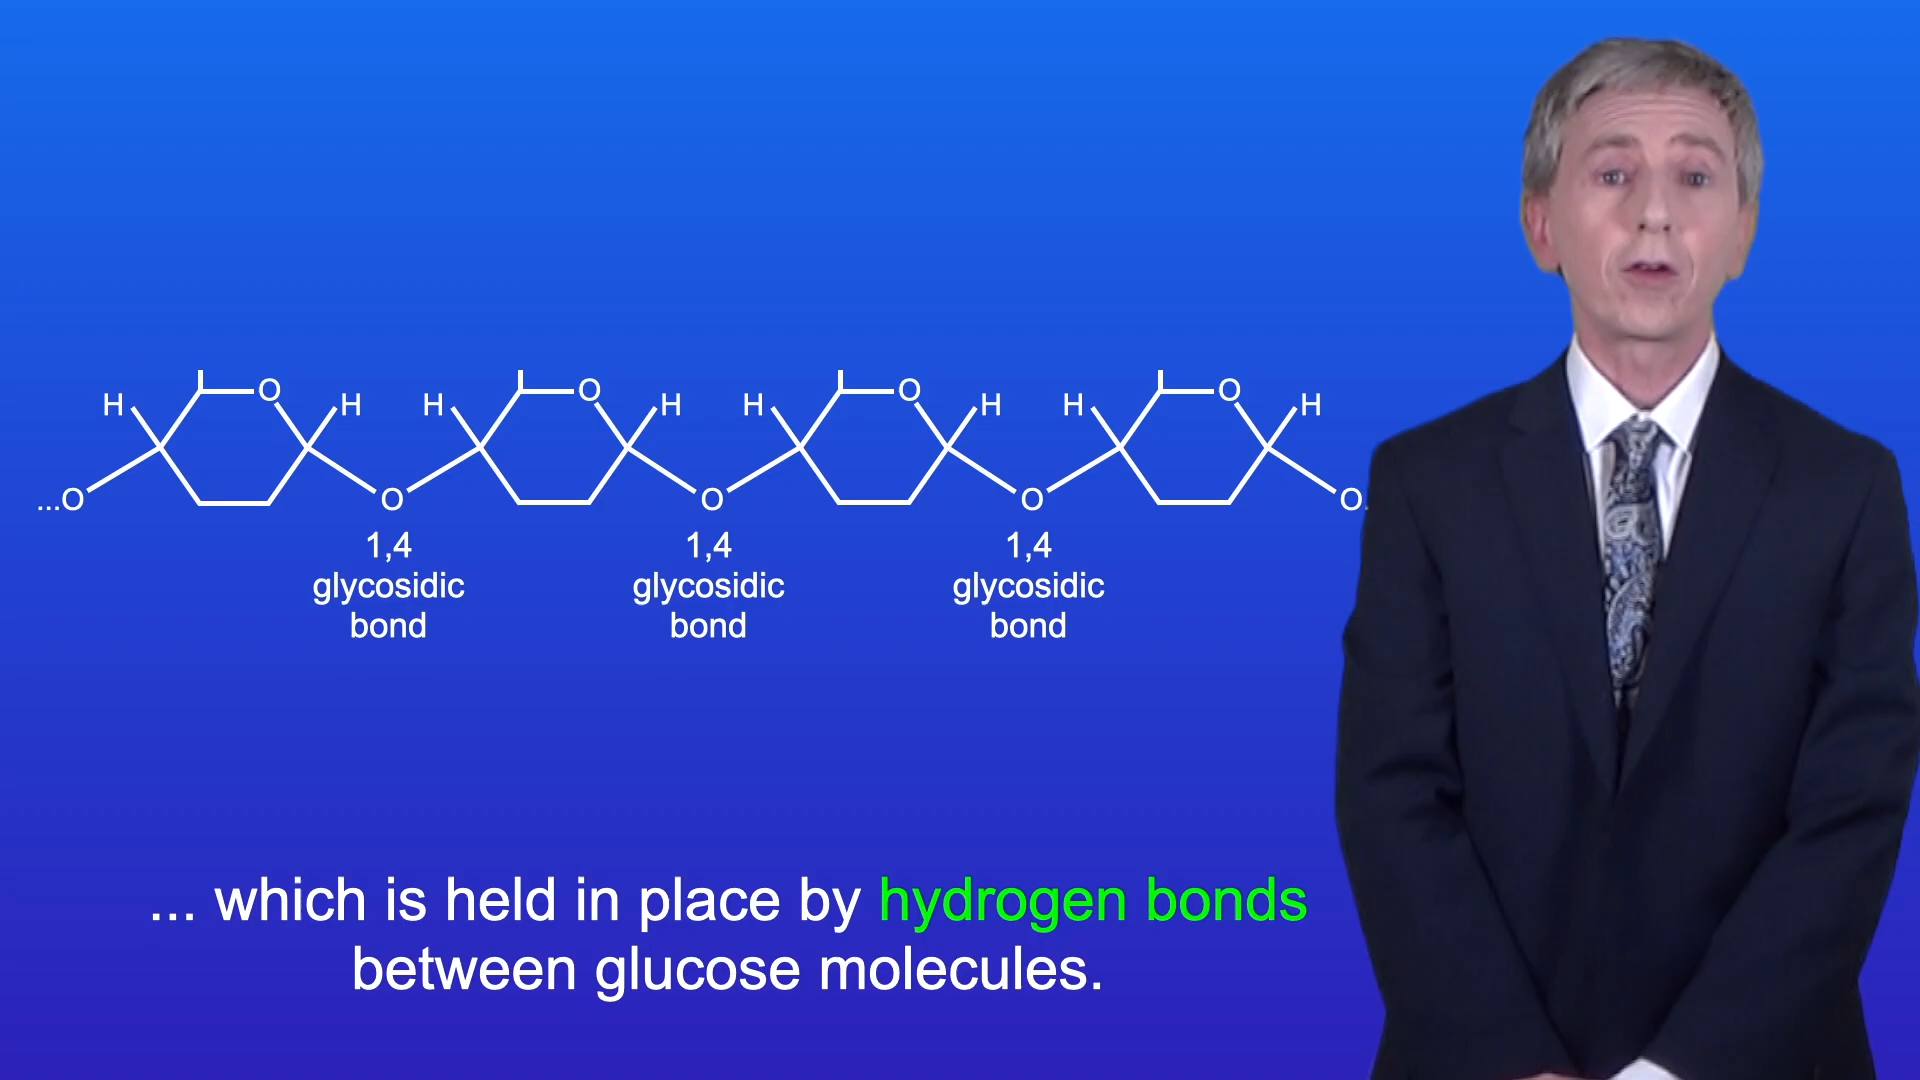 O O O O
H H H H H H H H
...O O O O O.
1,4 1,4 1,4
glycosidic glycosidic glycosidic
bond bond bond
... which is held in place by hydrogen bonds
between glucose molecules.